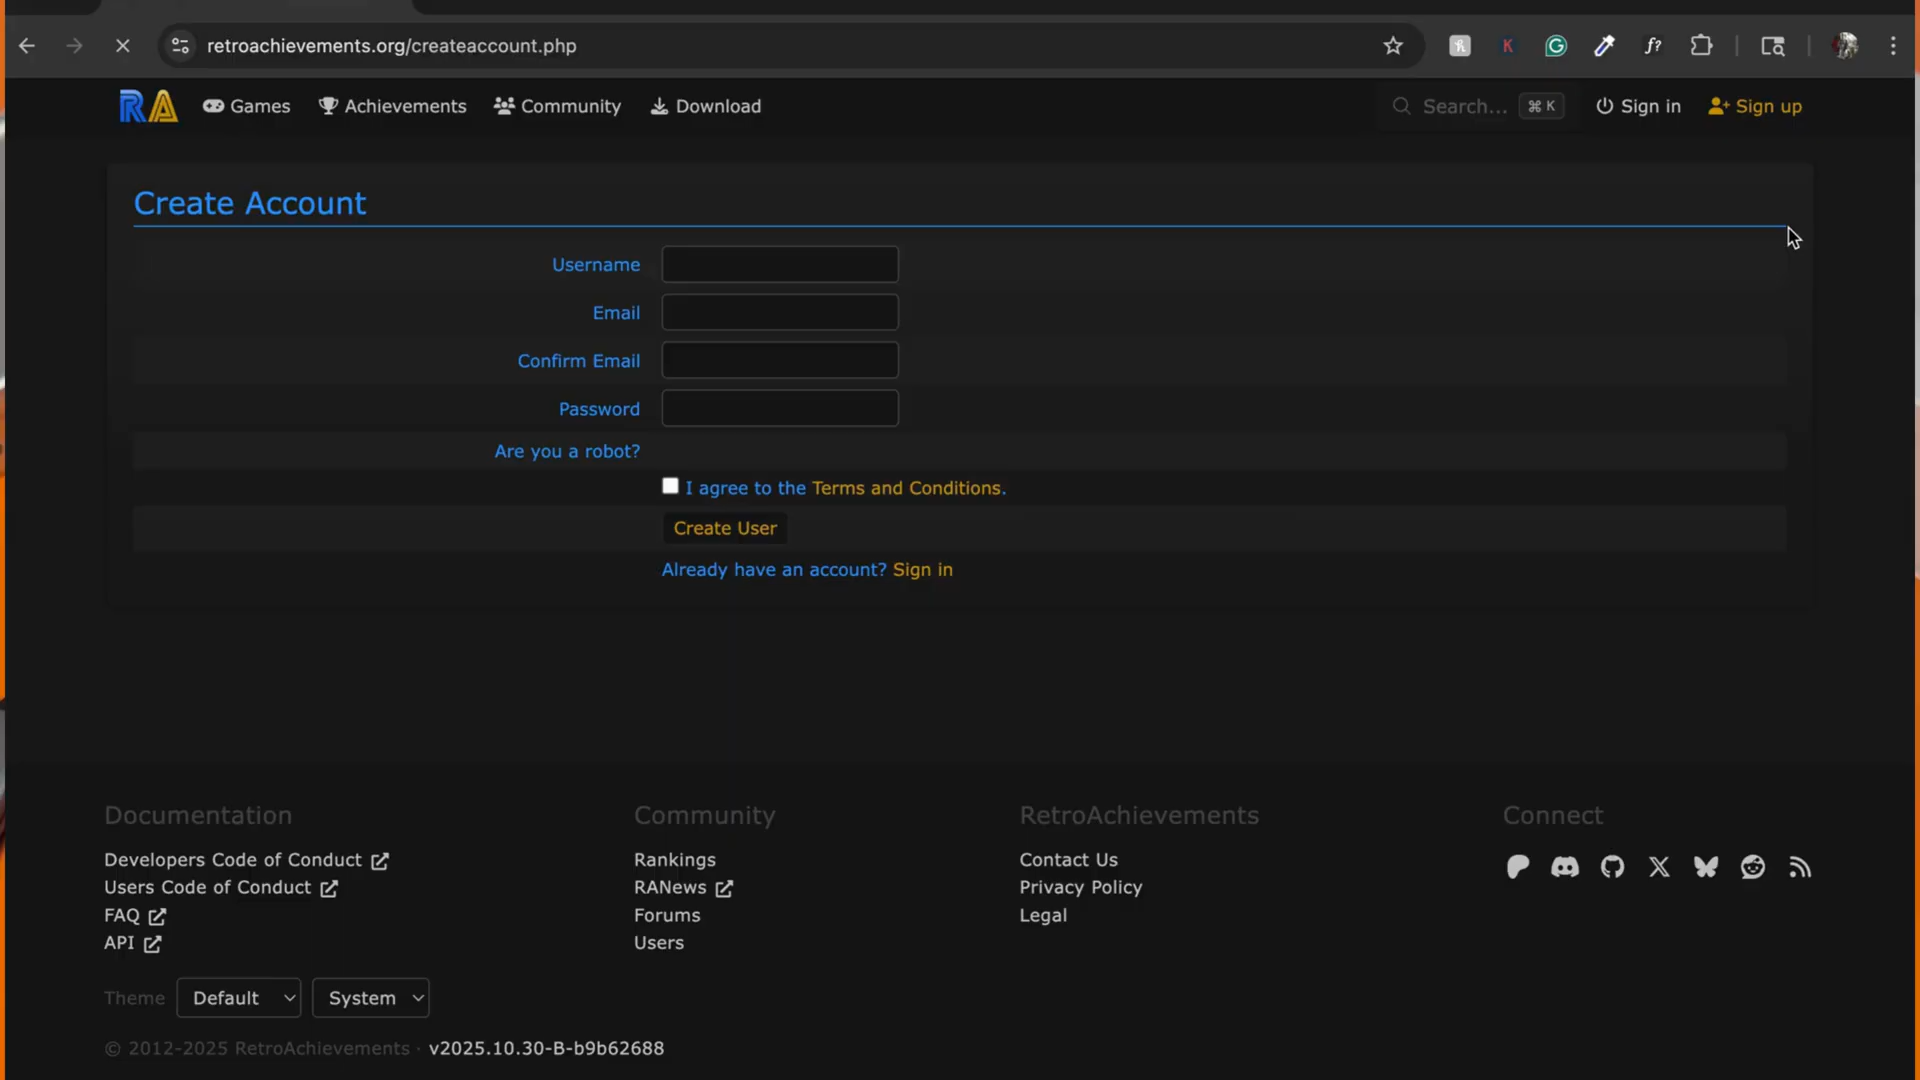 retroachievements.org/createaccount.php
RA Games Achievements Community Download Search... ⌘ K Sign in Sign up
Create Account
Username
Email
Confirm Email
Password
Are you a robot?
I agree to the Terms and Conditions.
Create User
Already have an account? Sign in
Documentation
Developers Code of Conduct
Users Code of Conduct
FAQ
API
Community
Rankings
RANews
Forums
Users
RetroAchievements
Contact Us
Privacy Policy
Legal
Connect
Theme Default System
© 2012-2025 RetroAchievements · v2025.10.30-B-b9b62688